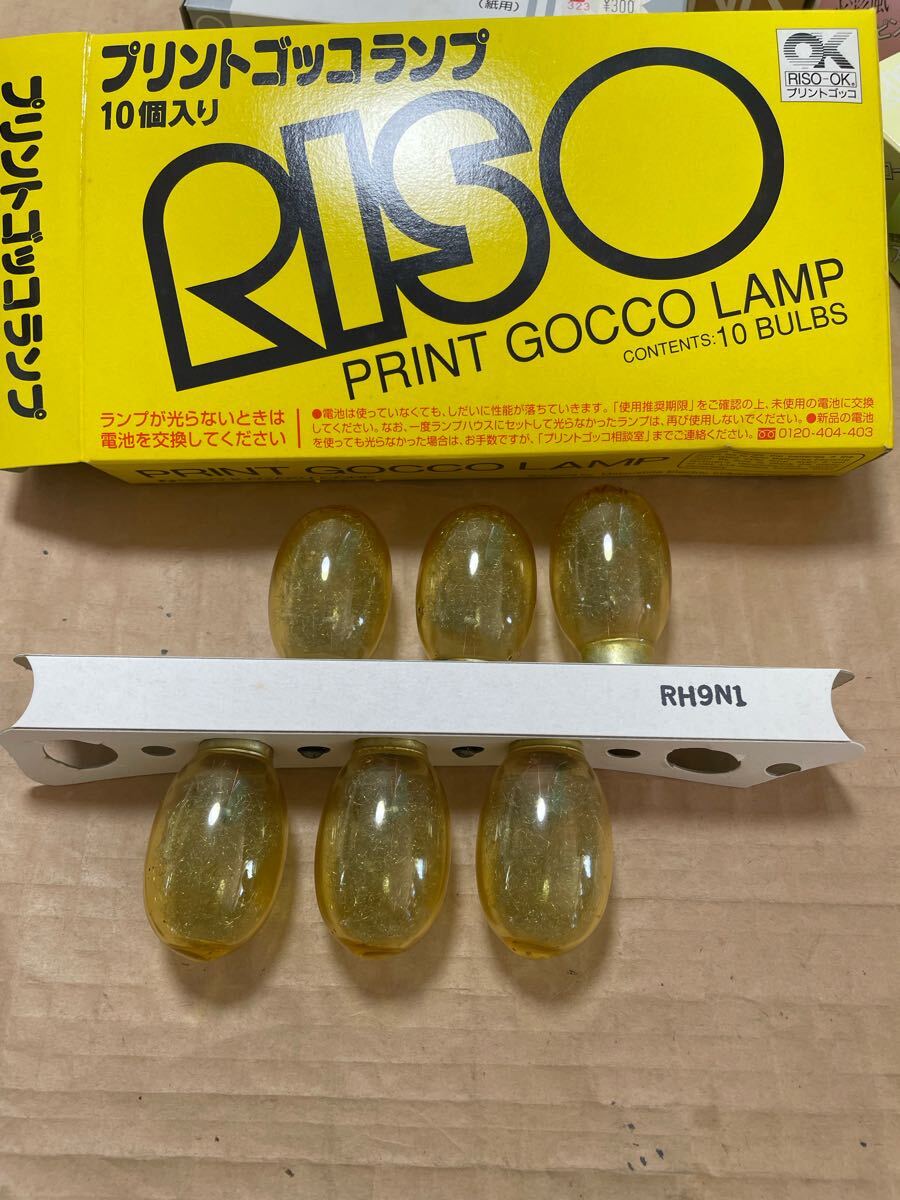 (紙用)
323 ¥300
プリントゴッコランプ
10個入り
RISO
PRINT GOCCO LAMP
CONTENTS:10 BULBS
OK
RISO-OK.
プリントゴッコ
プリントゴッコランプ
ランプが光らないときは
電池を交換してください
●電池は使っていなくても、しだいに性能が落ちていきます。「使用推奨期限」をご確認の上、未使用の電池に交換
してください。なお、一度ランプハウスにセットして光らなかったランプは、再び使用しないでください。●新品の電池
を使っても光らなかった場合は、お手数ですが、「プリントゴッコ相談室」までご連絡ください。 0120-404-403
PRINT GOCCO LAMP
RH9N1